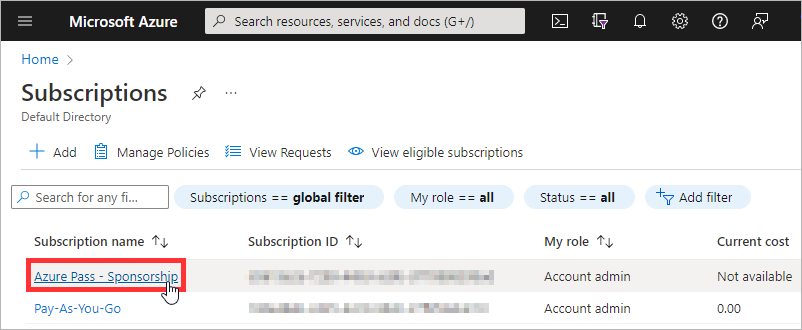 Microsoft Azure Search resources, services, and docs (G+/)
Home >
Subscriptions ...
Default Directory
+ Add Manage Policies View Requests View eligible subscriptions
Search for any fi... Subscriptions == global filter My role == all Status == all Add filter
Subscription name ↑↓ Subscription ID ↑↓ My role Current cost
Azure Pass - Sponsorship Account admin Not available
Pay-As-You-Go Account admin 0.00